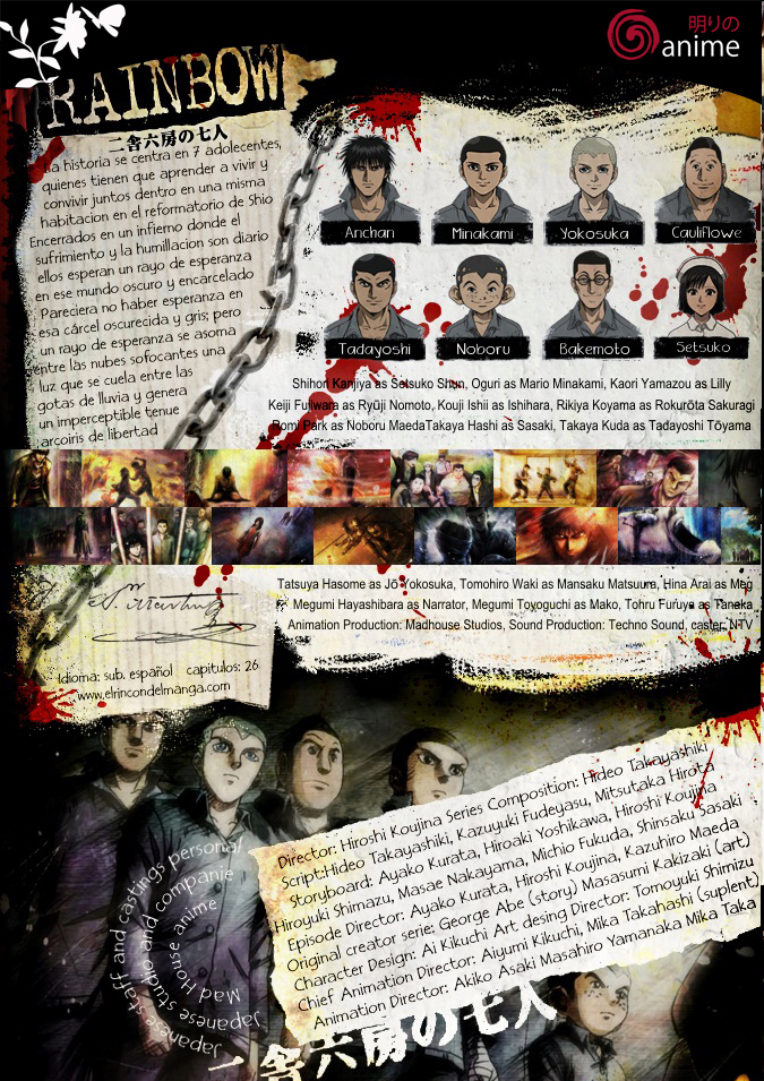 明りの
anime
RAINBOW
二舎六房の七人
La historia se centra en 7 adolecentes,
quienes tienen que aprender a vivir y
convivir juntos dentro en una misma
habitacion en el reformatorio de Shio
Encerrados en un infierno donde el
sufrimiento y la humillacion son diario
ellos esperan un rayo de esperanza
en ese mundo oscuro y encarcelado
Pareciera no haber esperanza en
esa cárcel oscurecida y gris; pero
un rayo de esperanza se asoma
entre las nubes sofocantes una
luz que se cuela entre las
gotas de lluvia y genera
un imperceptible tenue
arcoiris de libertad
Anchan
Minakami
Yokosuka
Cauliflowe
Tadayoshi
Noboru
Bakemoto
Setsuko
Shihori Kanjiya as Setsuko Shun, Oguri as Mario Minakami, Kaori Yamazou as Lilly
Keiji Fujiwara as Ryūji Nomoto, Kouji Ishii as Ishihara, Rikiya Koyama as Rokurōta Sakuragi
Romi Park as Noboru MaedaTakaya Hashi as Sasaki, Takaya Kuda as Tadayoshi Tōyama
Tatsuya Hasome as Jō Yokosuka, Tomohiro Waki as Mansaku Matsuura, Hina Arai as Meg
Megumi Hayashibara as Narrator, Megumi Toyoguchi as Mako, Tohru Furuya as Tanaka
Animation Production: Madhouse Studios, Sound Production: Techno Sound, caster: NTV
Idioma: sub. español capitulos: 26
www.elrincondelmanga.com
Director: Hiroshi Koujina Series Composition: Hideo Takayashiki
Script:Hideo Takayashiki, Kazuyuki Fudeyasu, Mitsutaka Hirota
Storyboard: Ayako Kurata, Hiroaki Yoshikawa, Hiroshi Koujina
Hiroyuki Shimazu, Masae Nakayama, Michio Fukuda, Shinsaku Sasaki
Episode Director: Ayako Kurata, Hiroshi Koujina, Kazuhiro Maeda
Original creator serie: George Abe (story) Masasumi Kakizaki (art)
Character Design: Ai Kikuchi Art desing Director: Tomoyuki Shimizu
Chief Animation Director: Aiyumi Kikuchi, Mika Takahashi (suplent)
Animation Director: Akiko Asaki Masahiro Yamanaka Mika Taka
Japanese staff and castings personal
Japanese studio and companie
Mad House anime
二舎六房の七人